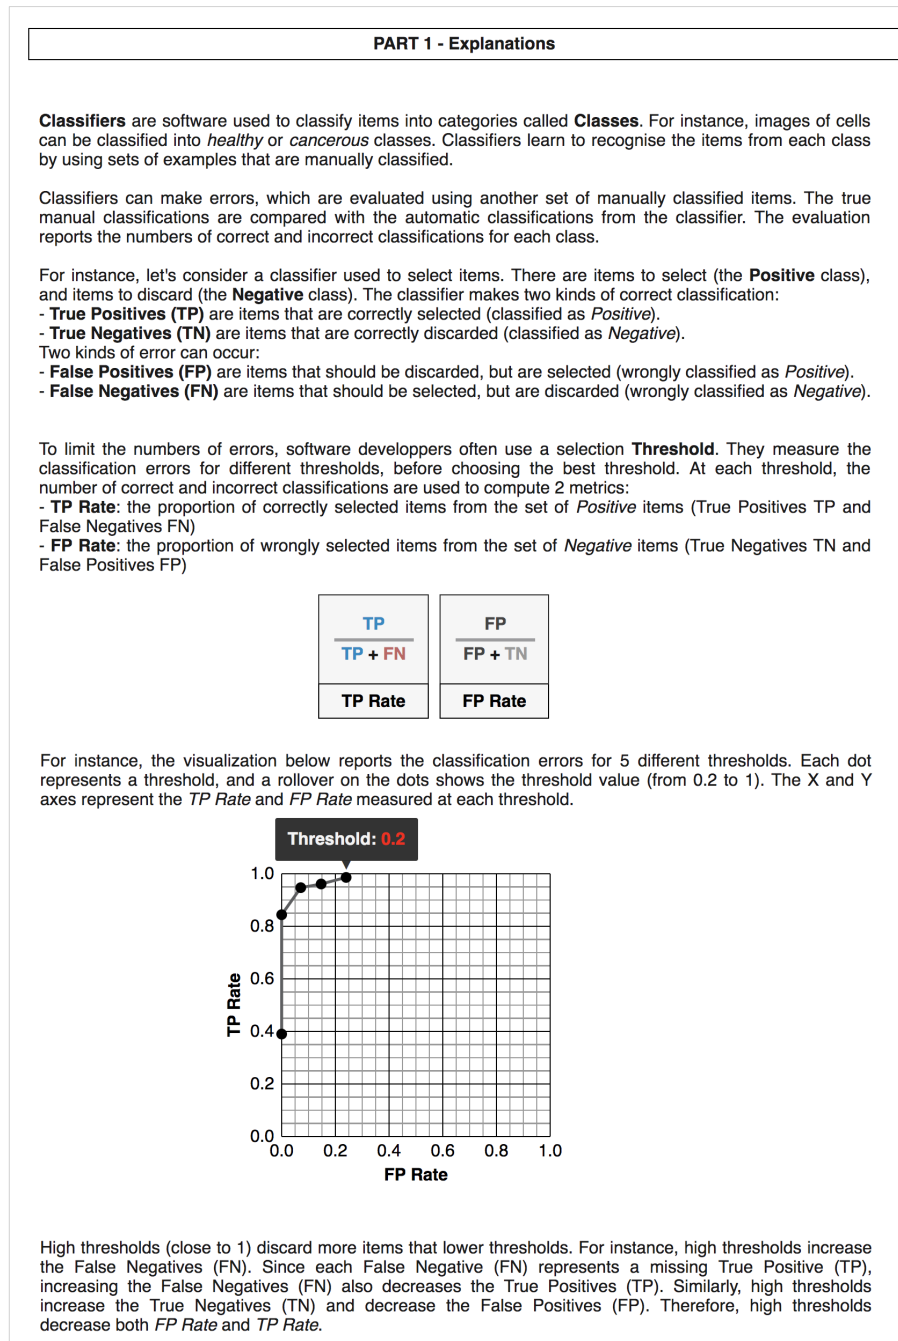 PART 1 - Explanations
Classifiers are software used to classify items into categories called Classes. For instance, images of cells
can be classified into healthy or cancerous classes. Classifiers learn to recognise the items from each class
by using sets of examples that are manually classified.
Classifiers can make errors, which are evaluated using another set of manually classified items. The true
manual classifications are compared with the automatic classifications from the classifier. The evaluation
reports the numbers of correct and incorrect classifications for each class.
For instance, let's consider a classifier used to select items. There are items to select (the Positive class),
and items to discard (the Negative class). The classifier makes two kinds of correct classification:
- True Positives (TP) are items that are correctly selected (classified as Positive).
- True Negatives (TN) are items that are correctly discarded (classified as Negative).
Two kinds of error can occur:
- False Positives (FP) are items that should be discarded, but are selected (wrongly classified as Positive).
- False Negatives (FN) are items that should be selected, but are discarded (wrongly classified as Negative).
To limit the numbers of errors, software developpers often use a selection Threshold. They measure the
classification errors for different thresholds, before choosing the best threshold. At each threshold, the
number of correct and incorrect classifications are used to compute 2 metrics:
- TP Rate: the proportion of correctly selected items from the set of Positive items (True Positives TP and
False Negatives FN)
- FP Rate: the proportion of wrongly selected items from the set of Negative items (True Negatives TN and
False Positives FP)
TP
TP + FN
TP Rate
FP
FP + TN
FP Rate
For instance, the visualization below reports the classification errors for 5 different thresholds. Each dot
represents a threshold, and a rollover on the dots shows the threshold value (from 0.2 to 1). The X and Y
axes represent the TP Rate and FP Rate measured at each threshold.
Threshold: 0.2
1.0
0.8
0.6
0.4
0.2
0.0
TP Rate
0.0 0.2 0.4 0.6 0.8 1.0
FP Rate
High thresholds (close to 1) discard more items that lower thresholds. For instance, high thresholds increase
the False Negatives (FN). Since each False Negative (FN) represents a missing True Positive (TP),
increasing the False Negatives (FN) also decreases the True Positives (TP). Similarly, high thresholds
increase the True Negatives (TN) and decrease the False Positives (FP). Therefore, high thresholds
decrease both FP Rate and TP Rate.